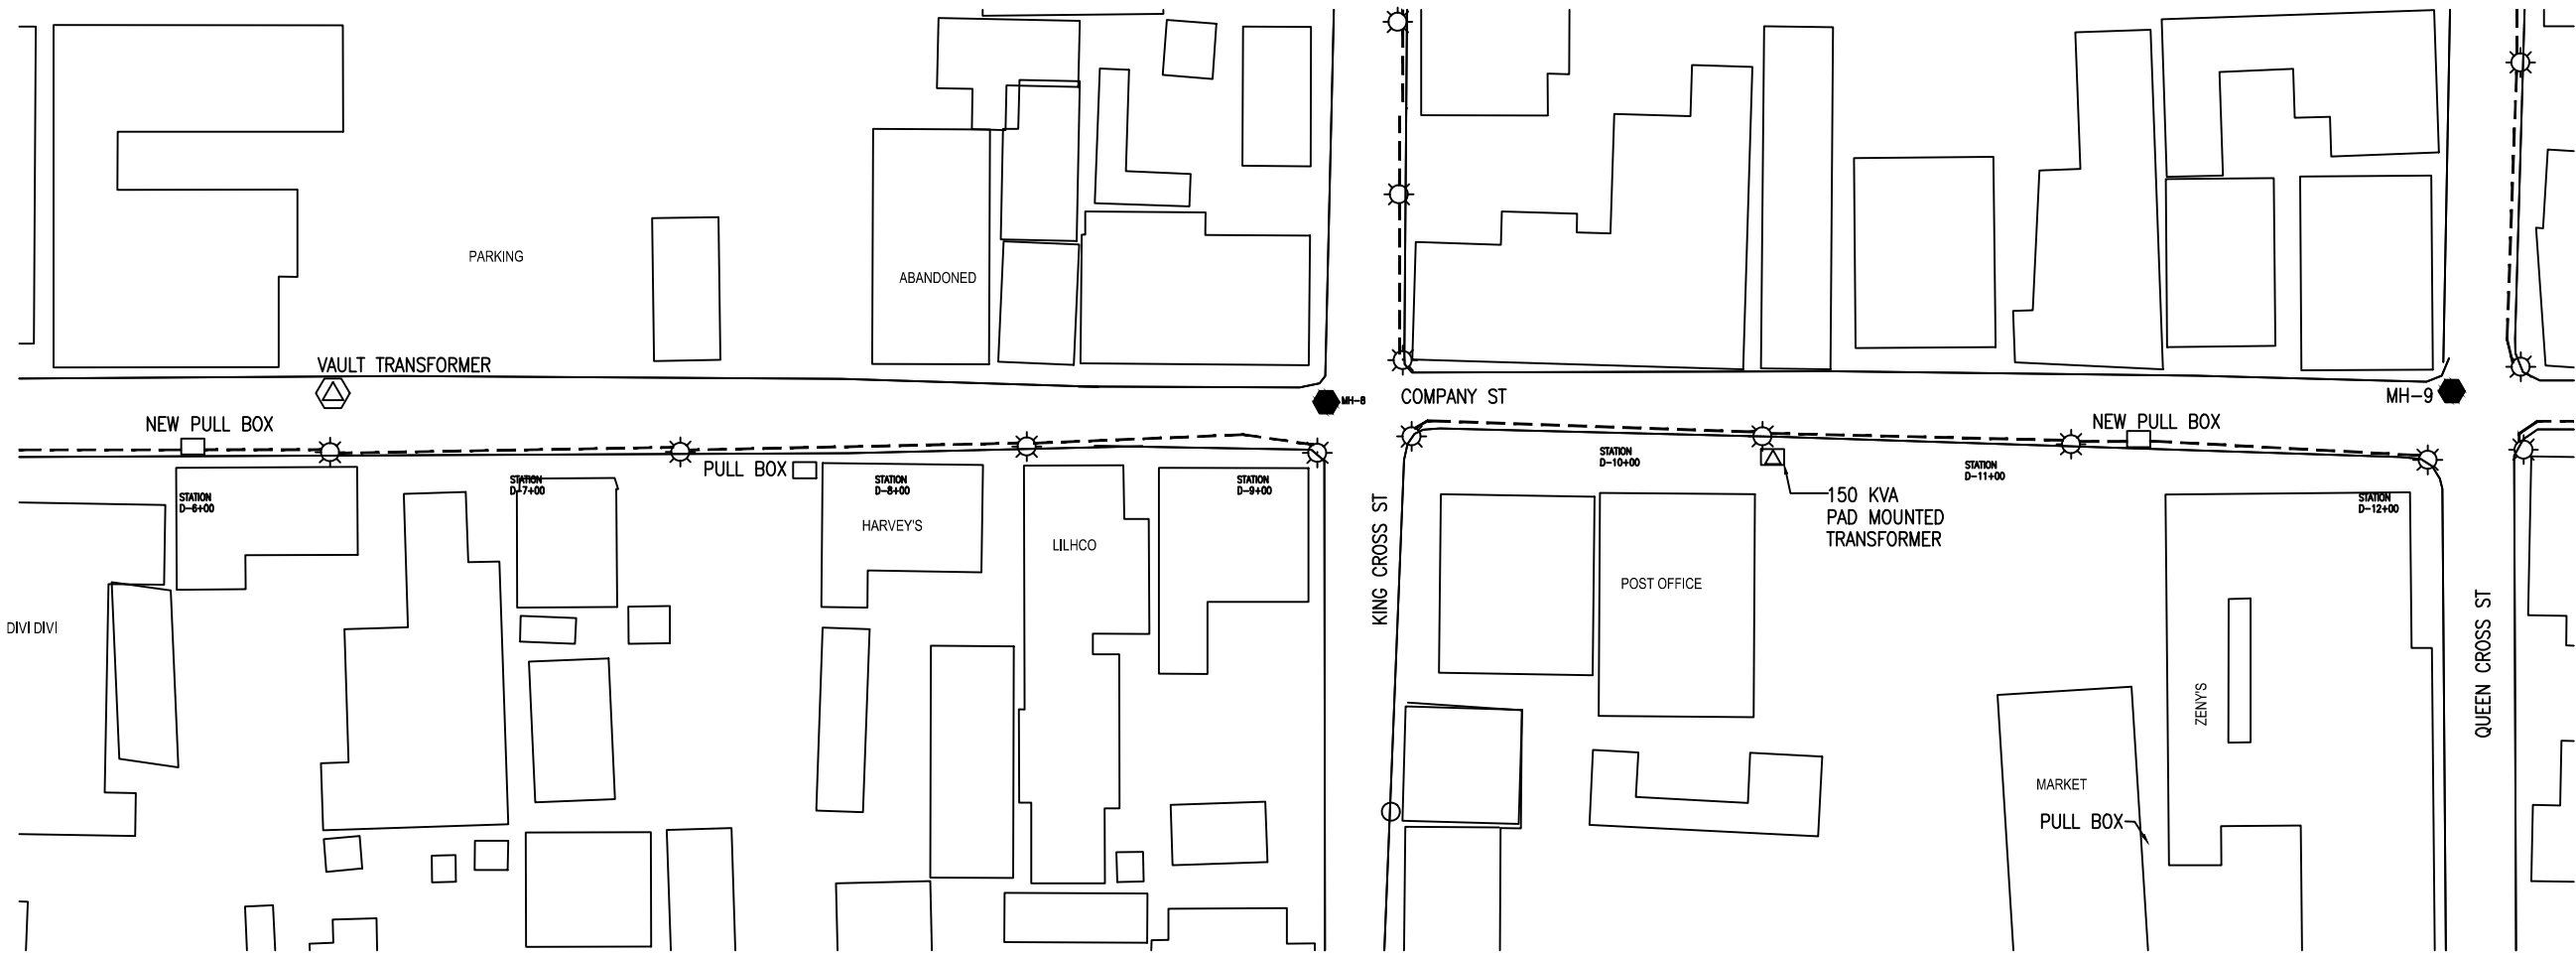 PARKING
ABANDONED
VAULT TRANSFORMER
COMPANY ST
MH-8
MH-9
NEW PULL BOX
NEW PULL BOX
PULL BOX
STATION
D-6+00
STATION
D-7+00
STATION
D-8+00
STATION
D-9+00
STATION
D-10+00
STATION
D-11+00
STATION
D-12+00
150 KVA
PAD MOUNTED
TRANSFORMER
HARVEY'S
LILHCO
KING CROSS ST
POST OFFICE
DIVI DIVI
QUEEN CROSS ST
ZENY'S
MARKET
PULL BOX